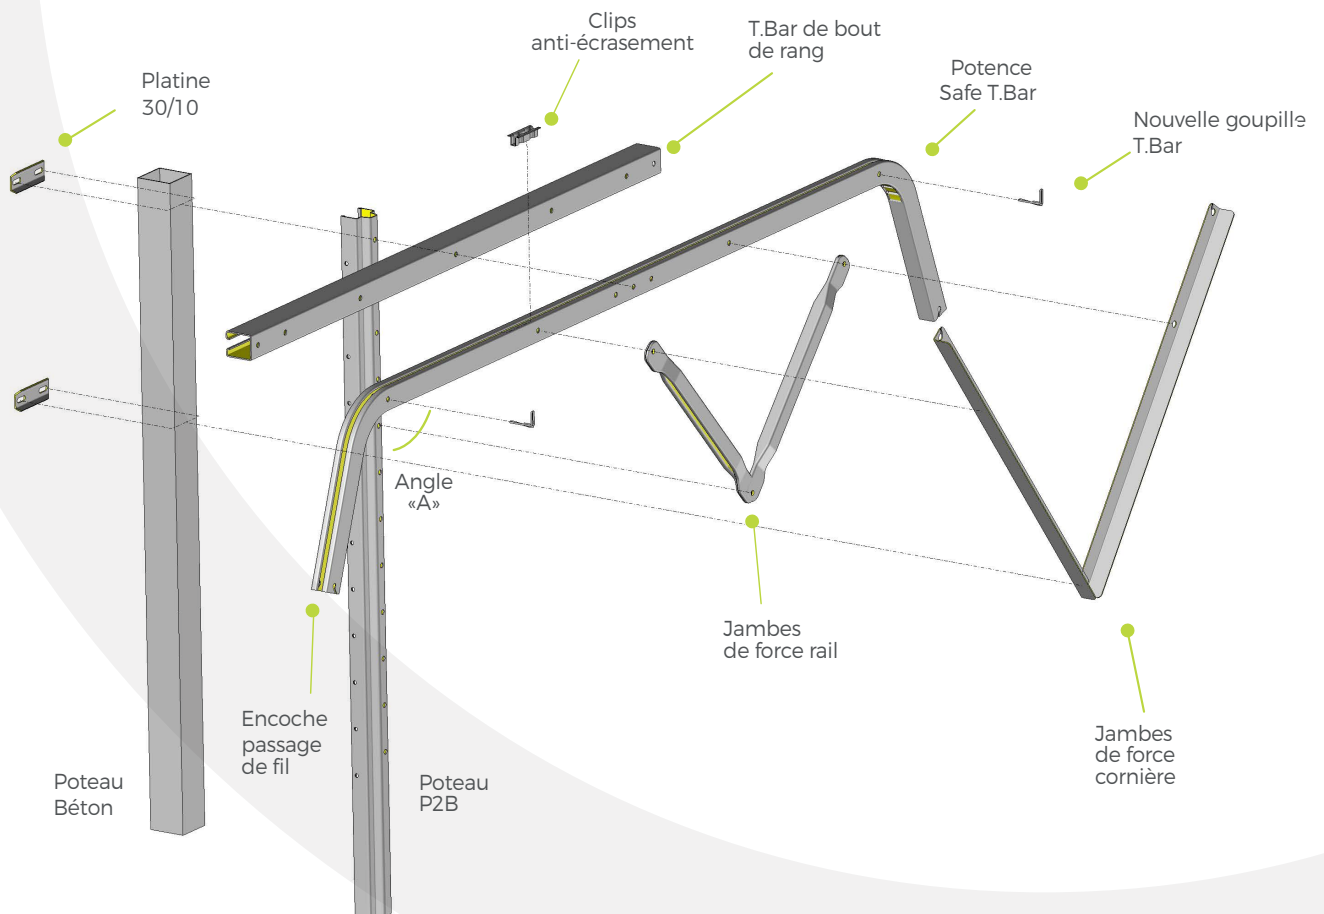 Clips
anti-écrasement
T.Bar de bout
de rang
Platine
30/10
Potence
Safe T.Bar
Nouvelle goupille
T.Bar
Angle
«A»
Jambes
de force rail
Encoche
passage
de fil
Jambes
de force
cornière
Poteau
Béton
Poteau
P2B